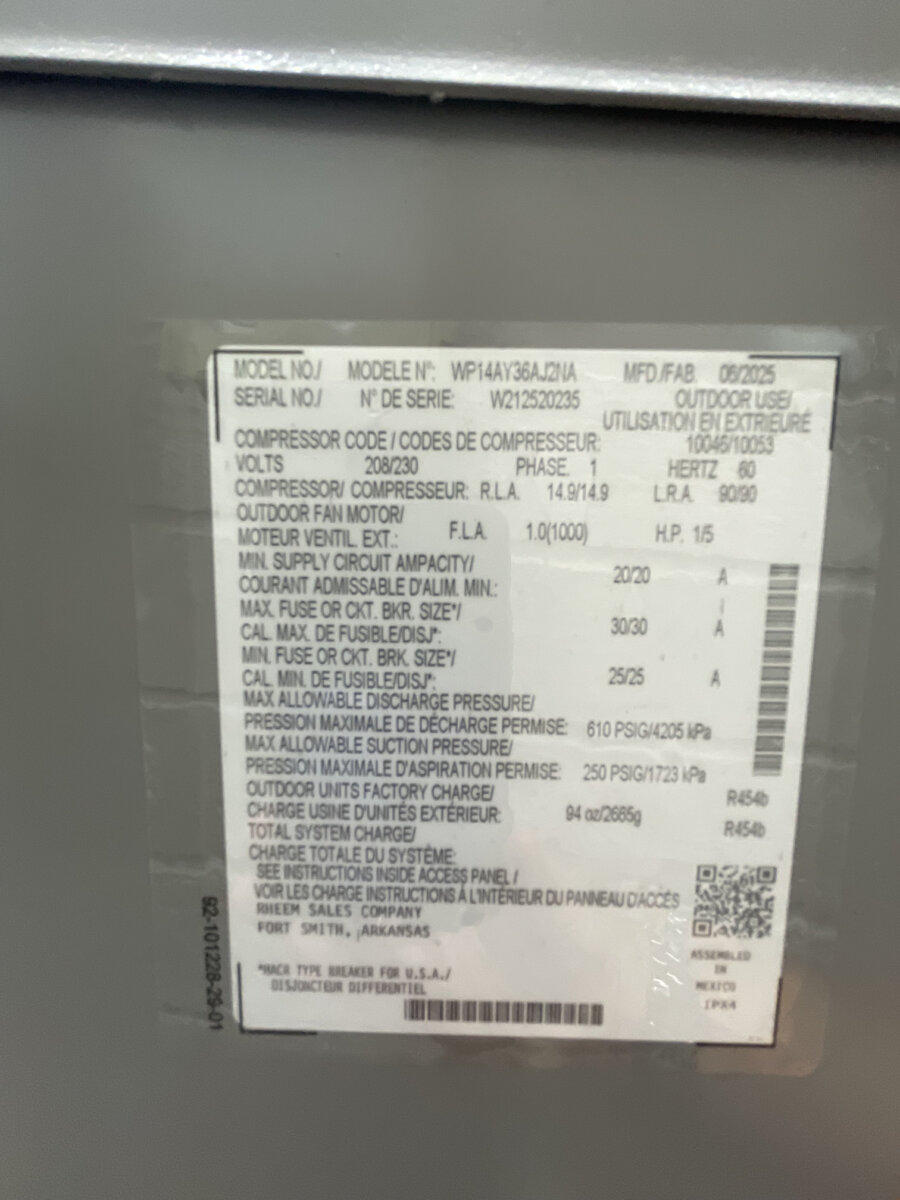 MODEL NO./ MODELE N°: WP14AY36AJ2NA MFD./FAB. 06/2025
SERIAL NO./ N° DE SERIE: W212520235 OUTDOOR USE/
UTILISATION EN EXTRIEURE
COMPRESSOR CODE / CODES DE COMPRESSEUR: 10046/10053
VOLTS 208/230 PHASE. 1 HERTZ 60
COMPRESSOR/ COMPRESSEUR: R.L.A. 14.9/14.9 L.R.A. 90/90
OUTDOOR FAN MOTOR/
MOTEUR VENTIL. EXT.: F.L.A. 1.0(1000) H.P. 1/5
MIN. SUPPLY CIRCUIT AMPACITY/
COURANT ADMISSABLE D'ALIM. MIN.: 20/20 A
MAX. FUSE OR CKT. BKR. SIZE*/
CAL. MAX. DE FUSIBLE/DISJ*: 30/30 A
MIN. FUSE OR CKT. BRK. SIZE*/
CAL. MIN. DE FUSIBLE/DISJ*: 25/25 A
MAX ALLOWABLE DISCHARGE PRESSURE/
PRESSION MAXIMALE DE DÉCHARGE PERMISE: 610 PSIG/4205 kPa
MAX ALLOWABLE SUCTION PRESSURE/
PRESSION MAXIMALE D'ASPIRATION PERMISE: 250 PSIG/1723 kPa
OUTDOOR UNITS FACTORY CHARGE/ R454b
CHARGE USINE D'UNITÉS EXTÉRIEUR: 94 oz/2665g
TOTAL SYSTEM CHARGE/ R454b
CHARGE TOTALE DU SYSTÈME:
SEE INSTRUCTIONS INSIDE ACCESS PANEL /
VOIR LES CHARGE INSTRUCTIONS À L'INTÉRIEUR DU PANNEAU D'ACCÈS
RHEEM SALES COMPANY
FORT SMITH, ARKANSAS
ASSEMBLED
IN
MEXICO
IPX4
*HACR TYPE BREAKER FOR U.S.A./
DISJONCTEUR DIFFERENTIEL
92-101228-29-01